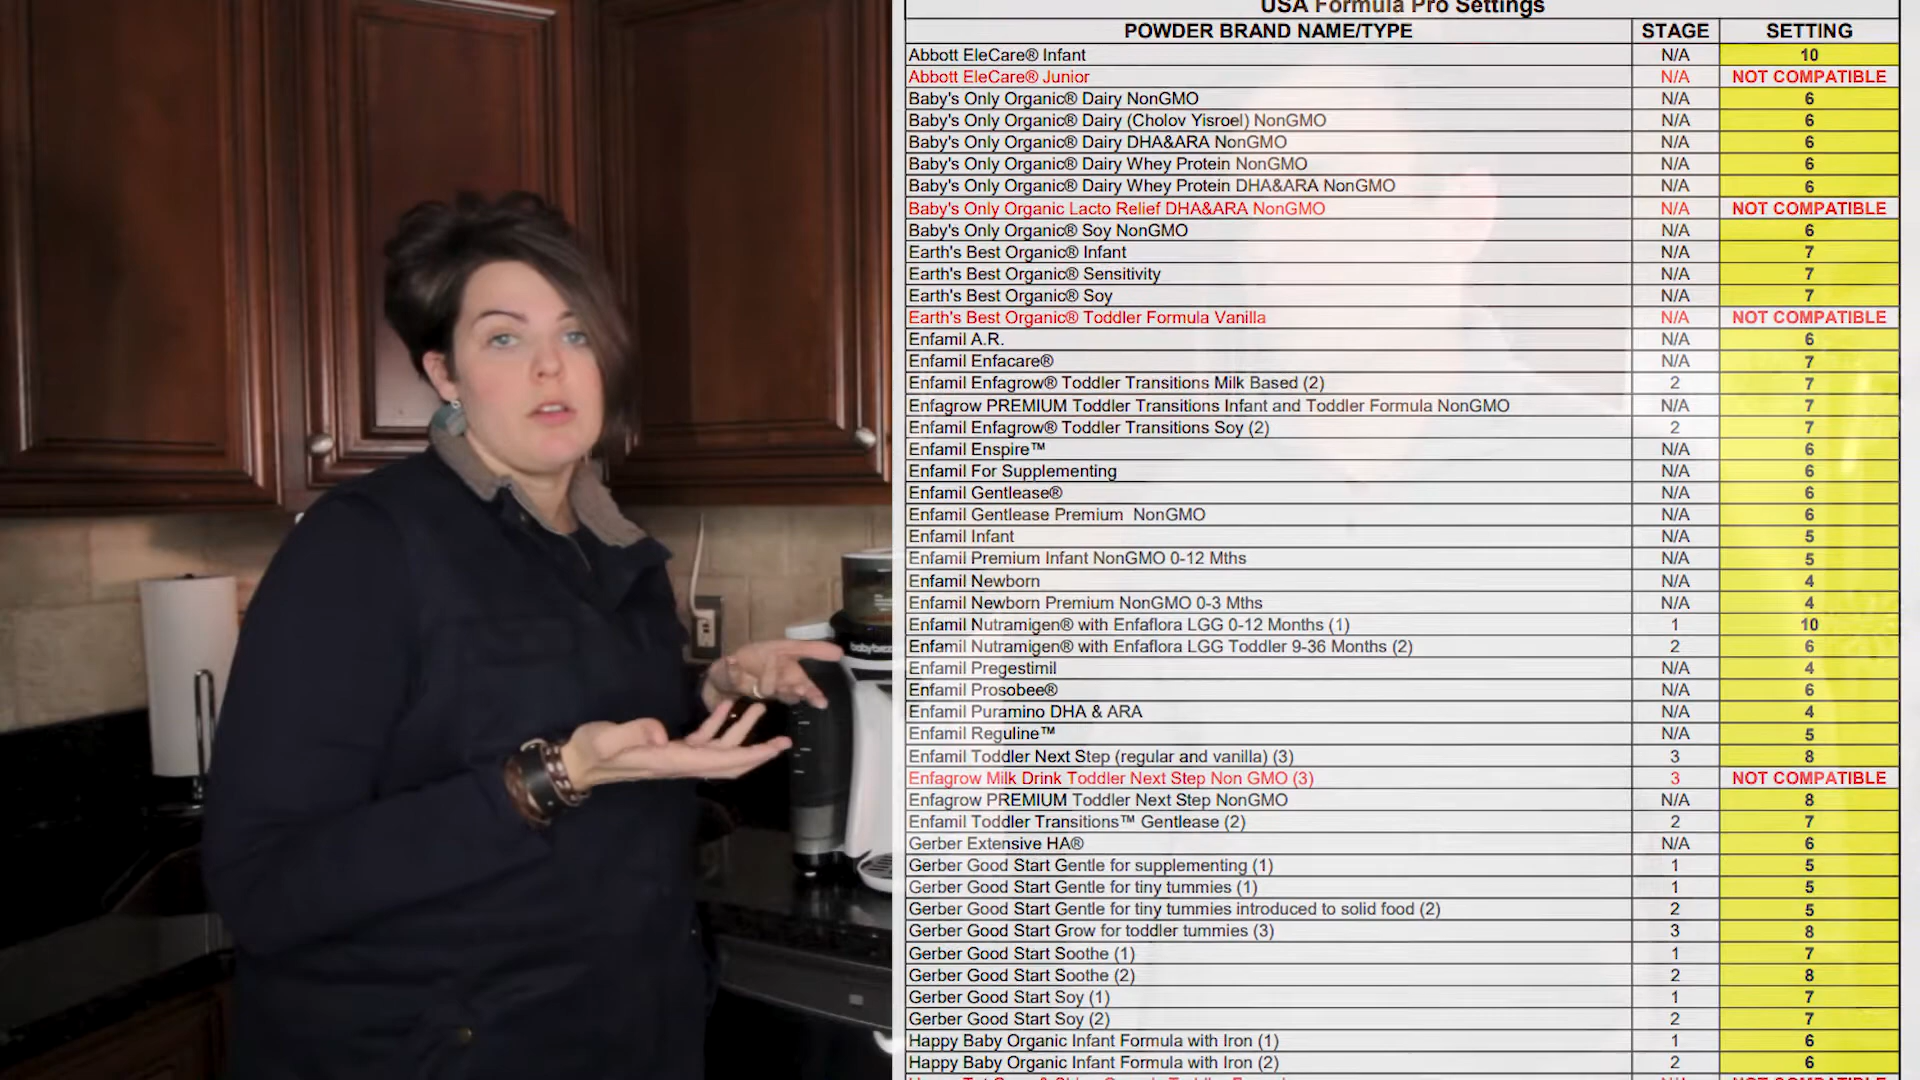 USA Formula Pro Settings
POWDER BRAND NAME/TYPE STAGE SETTING
Abbott EleCare® Infant N/A 10
Abbott EleCare® Junior N/A NOT COMPATIBLE
Baby's Only Organic® Dairy NonGMO N/A 6
Baby's Only Organic® Dairy (Cholov Yisroel) NonGMO N/A 6
Baby's Only Organic® Dairy DHA&ARA NonGMO N/A 6
Baby's Only Organic® Dairy Whey Protein NonGMO N/A 6
Baby's Only Organic® Dairy Whey Protein DHA&ARA NonGMO N/A 6
Baby's Only Organic Lacto Relief DHA&ARA NonGMO N/A NOT COMPATIBLE
Baby's Only Organic® Soy NonGMO N/A 6
Earth's Best Organic® Infant N/A 7
Earth's Best Organic® Sensitivity N/A 7
Earth's Best Organic® Soy N/A 7
Earth's Best Organic® Toddler Formula Vanilla N/A NOT COMPATIBLE
Enfamil A.R. N/A 6
Enfamil Enfacare® N/A 7
Enfamil Enfagrow® Toddler Transitions Milk Based (2) 2 7
Enfagrow PREMIUM Toddler Transitions Infant and Toddler Formula NonGMO N/A 7
Enfamil Enfagrow® Toddler Transitions Soy (2) 2 7
Enfamil Enspire™ N/A 6
Enfamil For Supplementing N/A 6
Enfamil Gentlease® N/A 6
Enfamil Gentlease Premium NonGMO N/A 6
Enfamil Infant N/A 5
Enfamil Premium Infant NonGMO 0-12 Mths N/A 5
Enfamil Newborn N/A 4
Enfamil Newborn Premium NonGMO 0-3 Mths N/A 4
Enfamil Nutramigen® with Enfaflora LGG 0-12 Months (1) 1 10
Enfamil Nutramigen® with Enfaflora LGG Toddler 9-36 Months (2) 2 6
Enfamil Pregestimil N/A 4
Enfamil Prosobee® N/A 6
Enfamil Puramino DHA & ARA N/A 4
Enfamil Reguline™ N/A 5
Enfamil Toddler Next Step (regular and vanilla) (3) 3 8
Enfagrow Milk Drink Toddler Next Step Non GMO (3) 3 NOT COMPATIBLE
Enfagrow PREMIUM Toddler Next Step NonGMO N/A 8
Enfamil Toddler Transitions™ Gentlease (2) 2 7
Gerber Extensive HA® N/A 6
Gerber Good Start Gentle for supplementing (1) 1 5
Gerber Good Start Gentle for tiny tummies (1) 1 5
Gerber Good Start Gentle for tiny tummies introduced to solid food (2) 2 5
Gerber Good Start Grow for toddler tummies (3) 3 8
Gerber Good Start Soothe (1) 1 7
Gerber Good Start Soothe (2) 2 8
Gerber Good Start Soy (1) 1 7
Gerber Good Start Soy (2) 2 7
Happy Baby Organic Infant Formula with Iron (1) 1 6
Happy Baby Organic Infant Formula with Iron (2) 2 6